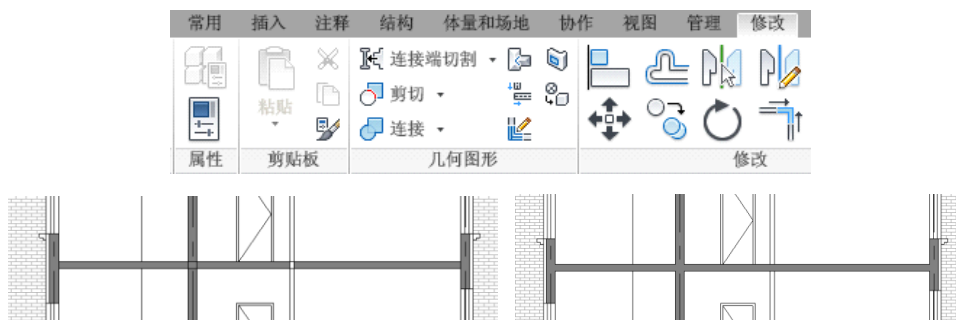 常用 插入 注释 结构 体量和场地 协作 视图 管理 修改
连接端切割
粘贴
剪切
连接
属性 剪贴板 几何图形 修改